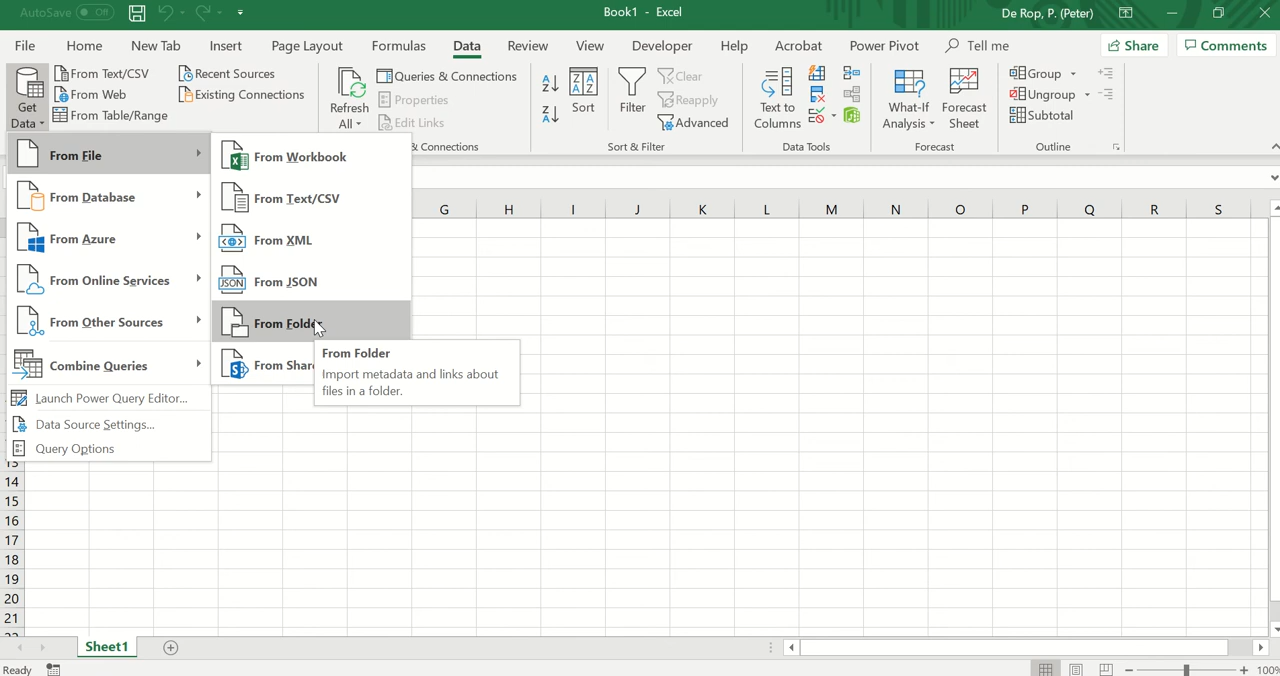 AutoSave Off
Book1 - Excel
De Rop, P. (Peter)
File Home New Tab Insert Page Layout Formulas Data Review View Developer Help Acrobat Power Pivot Tell me Share Comments
Get Data
From Text/CSV
From Web
From Table/Range
Recent Sources
Existing Connections
Refresh All
Queries & Connections
Properties
Edit Links
& Connections
Sort
Filter
Clear
Reapply
Advanced
Sort & Filter
Text to Columns
Data Tools
What-If Analysis
Forecast Sheet
Forecast
Group
Ungroup
Subtotal
Outline
From File
From Database
From Azure
From Online Services
From Other Sources
Combine Queries
Launch Power Query Editor...
Data Source Settings...
Query Options
From Workbook
From Text/CSV
From XML
JSON From JSON
From Folder
From Shar
From Folder
Import metadata and links about
files in a folder.
G H I J K L M N O P Q R S
13
14
15
16
17
18
19
20
21
22
Sheet1
Ready
100%